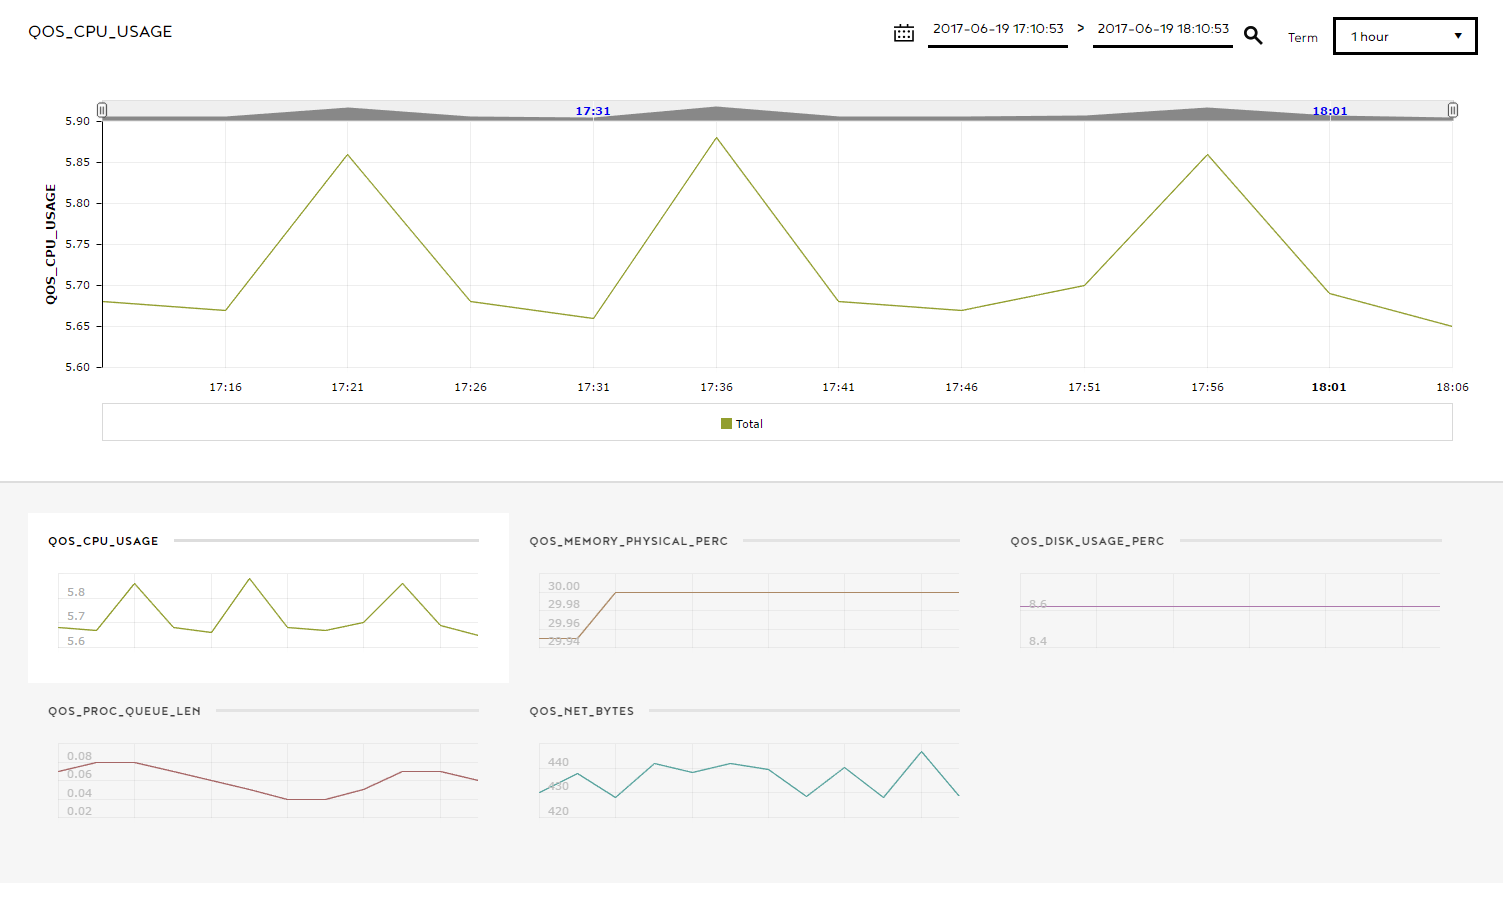 QOS_CPU_USAGE
2017-06-19 17:10:53 > 2017-06-19 18:10:53 Term 1 hour
17:31 18:01
QOS_CPU_USAGE
5.90
5.85
5.80
5.75
5.70
5.65
5.60
17:16 17:21 17:26 17:31 17:36 17:41 17:46 17:51 17:56 18:01 18:06
Total
QOS_CPU_USAGE
5.8
5.7
5.6
QOS_MEMORY_PHYSICAL_PERC
30.00
29.98
29.96
29.94
QOS_DISK_USAGE_PERC
8.6
8.4
QOS_PROC_QUEUE_LEN
0.08
0.06
0.04
0.02
QOS_NET_BYTES
440
430
420